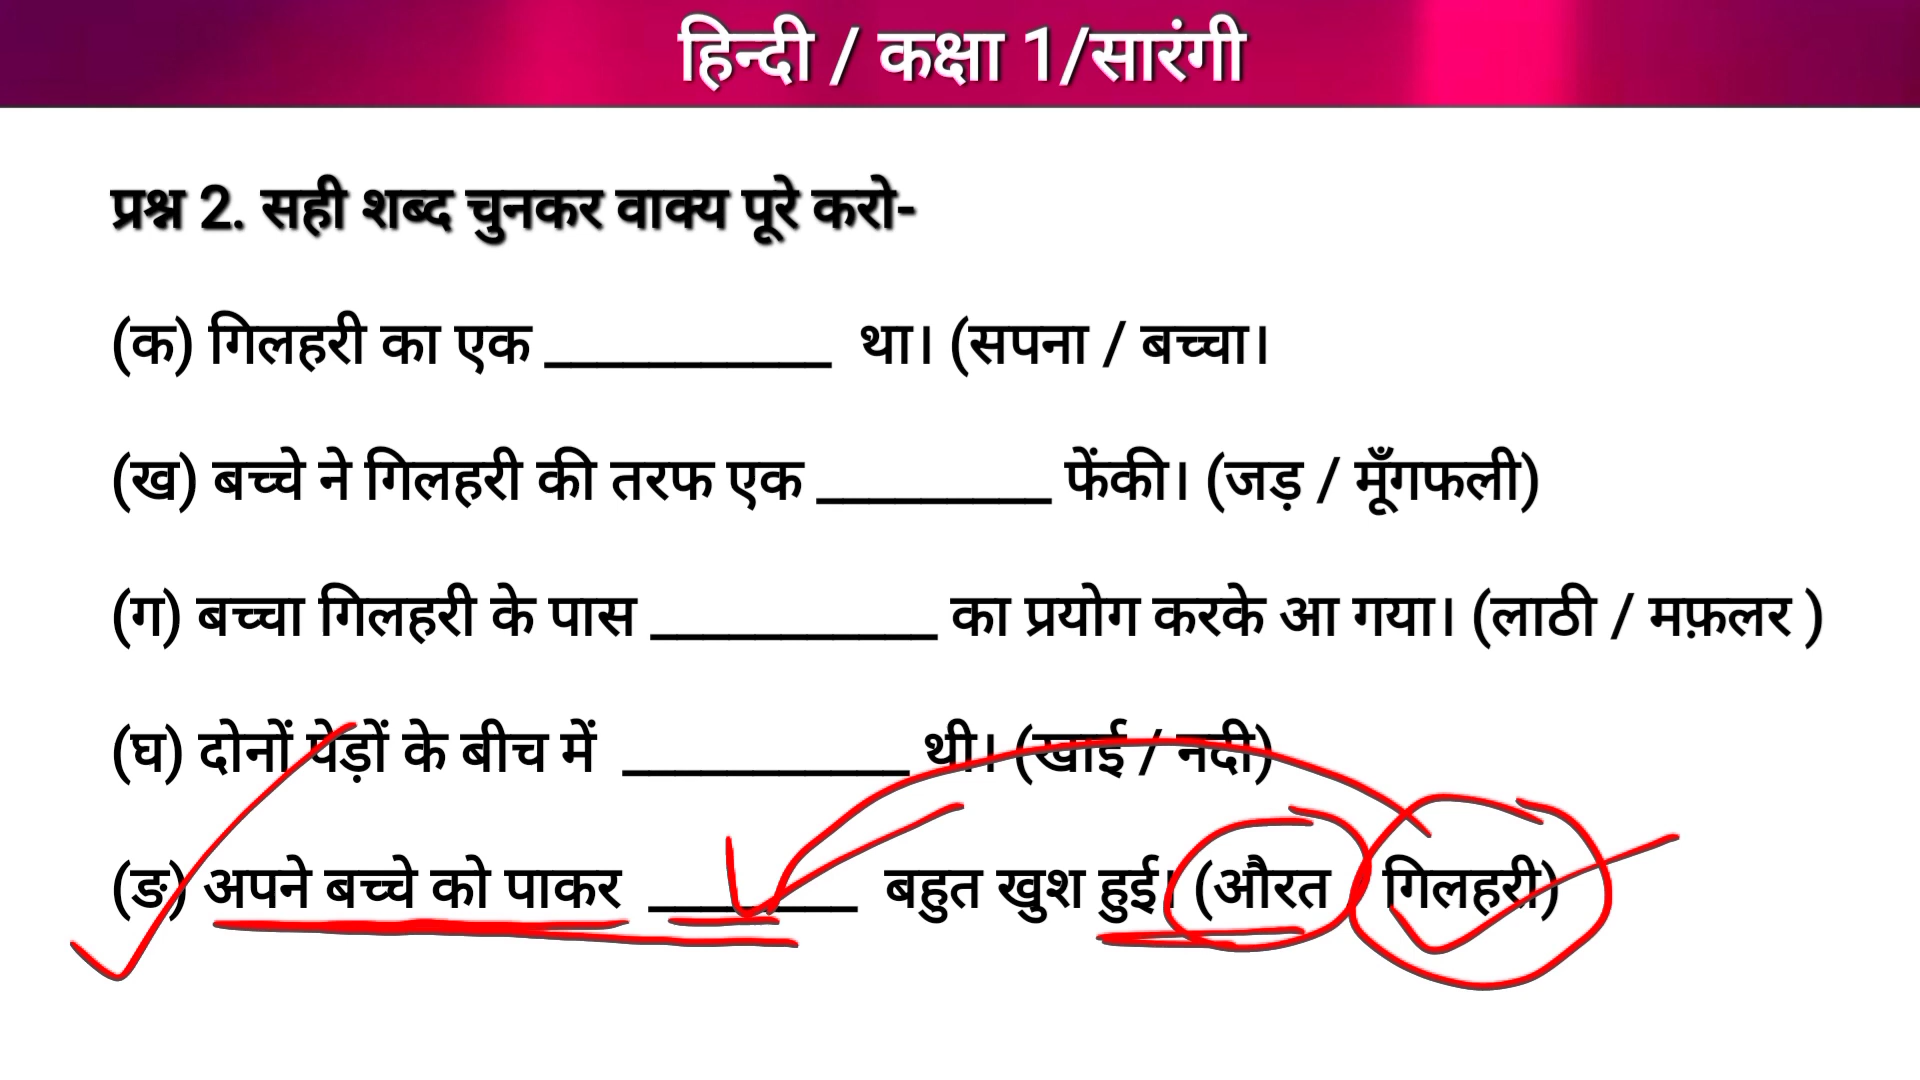 हिन्दी / कक्षा 1/सारंगी
प्रश्न 2. सही शब्द चुनकर वाक्य पूरे करो-
(क) गिलहरी का एक ___________ था। (सपना / बच्चा।
(ख) बच्चे ने गिलहरी की तरफ एक _________ फेंकी। (जड़ / मूँगफली)
(ग) बच्चा गिलहरी के पास ___________ का प्रयोग करके आ गया। (लाठी / मफ़लर )
(घ) दोनों पेड़ों के बीच में ___________ थी। (खाई / नदी)
(ङ) अपने बच्चे को पाकर ________ बहुत खुश हुई। (औरत / गिलहरी)